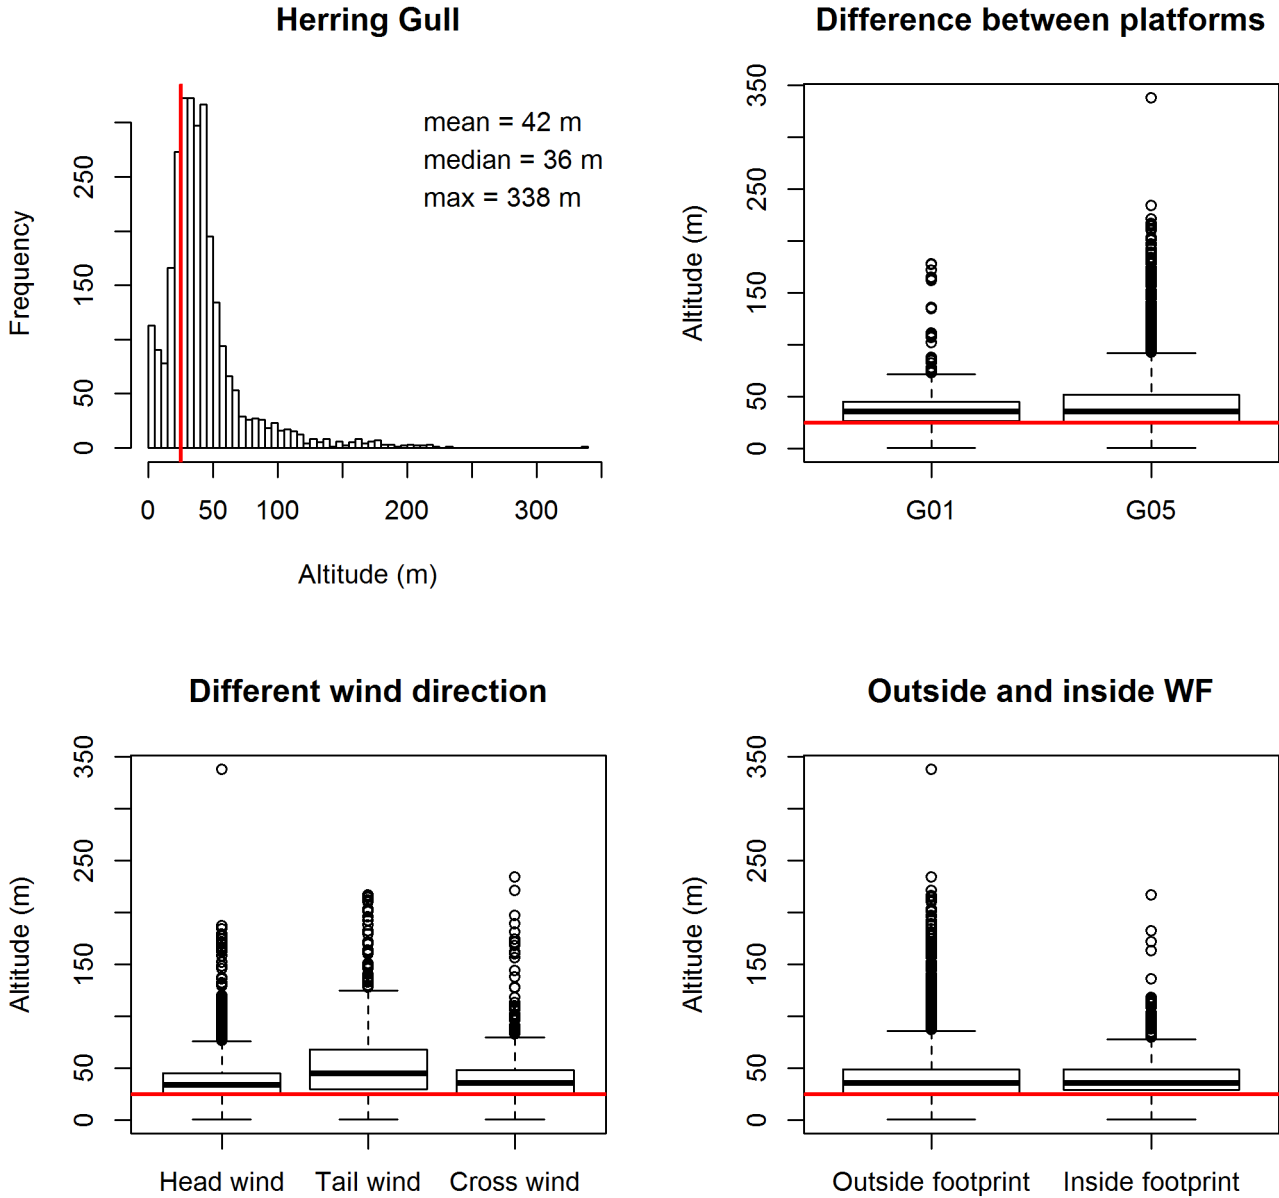 Herring Gull
mean = 42 m
median = 36 m
max = 338 m
Frequency
250
150
50
0
0 50 100 200 300
Altitude (m)
Difference between platforms
Altitude (m)
350
250
150
50
0
G01 G05
Different wind direction
Altitude (m)
350
250
150
50
0
Head wind Tail wind Cross wind
Outside and inside WF
Altitude (m)
350
250
150
50
0
Outside footprint Inside footprint